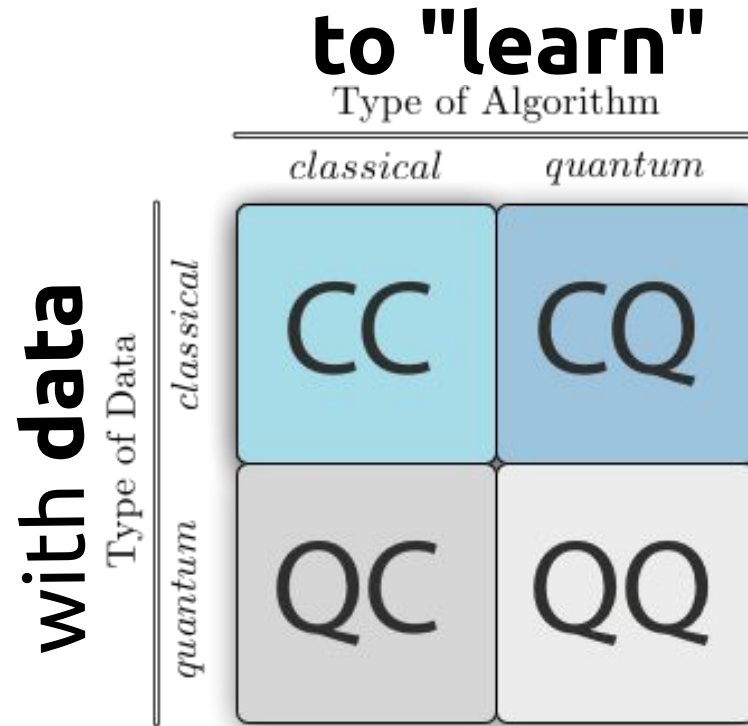 to "learn"
Type of Algorithm
classical quantum
with data
Type of Data
classical
quantum
CC CQ
QC QQ